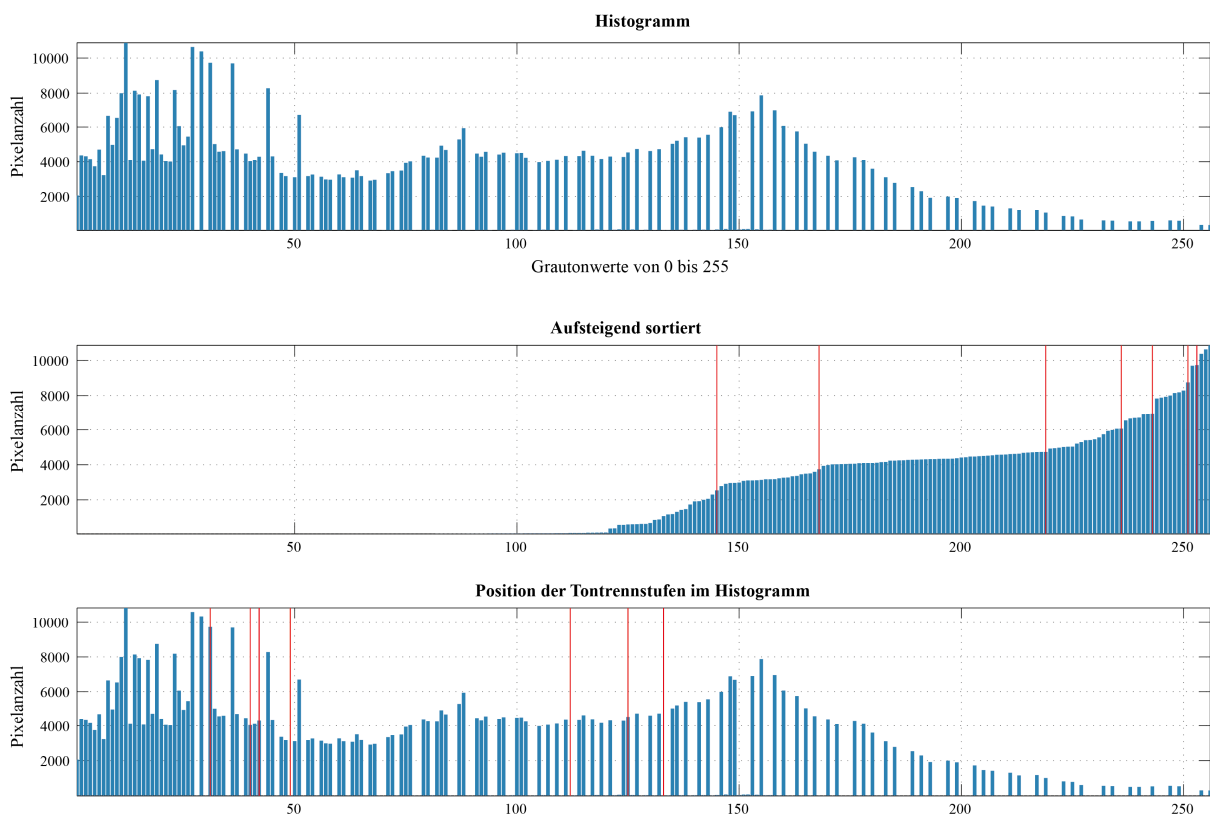 Histogramm
Pixelanzahl
10000
8000
6000
4000
2000
50 100 150 200 250
Grautonwerte von 0 bis 255
Aufsteigend sortiert
Pixelanzahl
10000
8000
6000
4000
2000
50 100 150 200 250
Position der Tontrennstufen im Histogramm
Pixelanzahl
10000
8000
6000
4000
2000
50 100 150 200 250